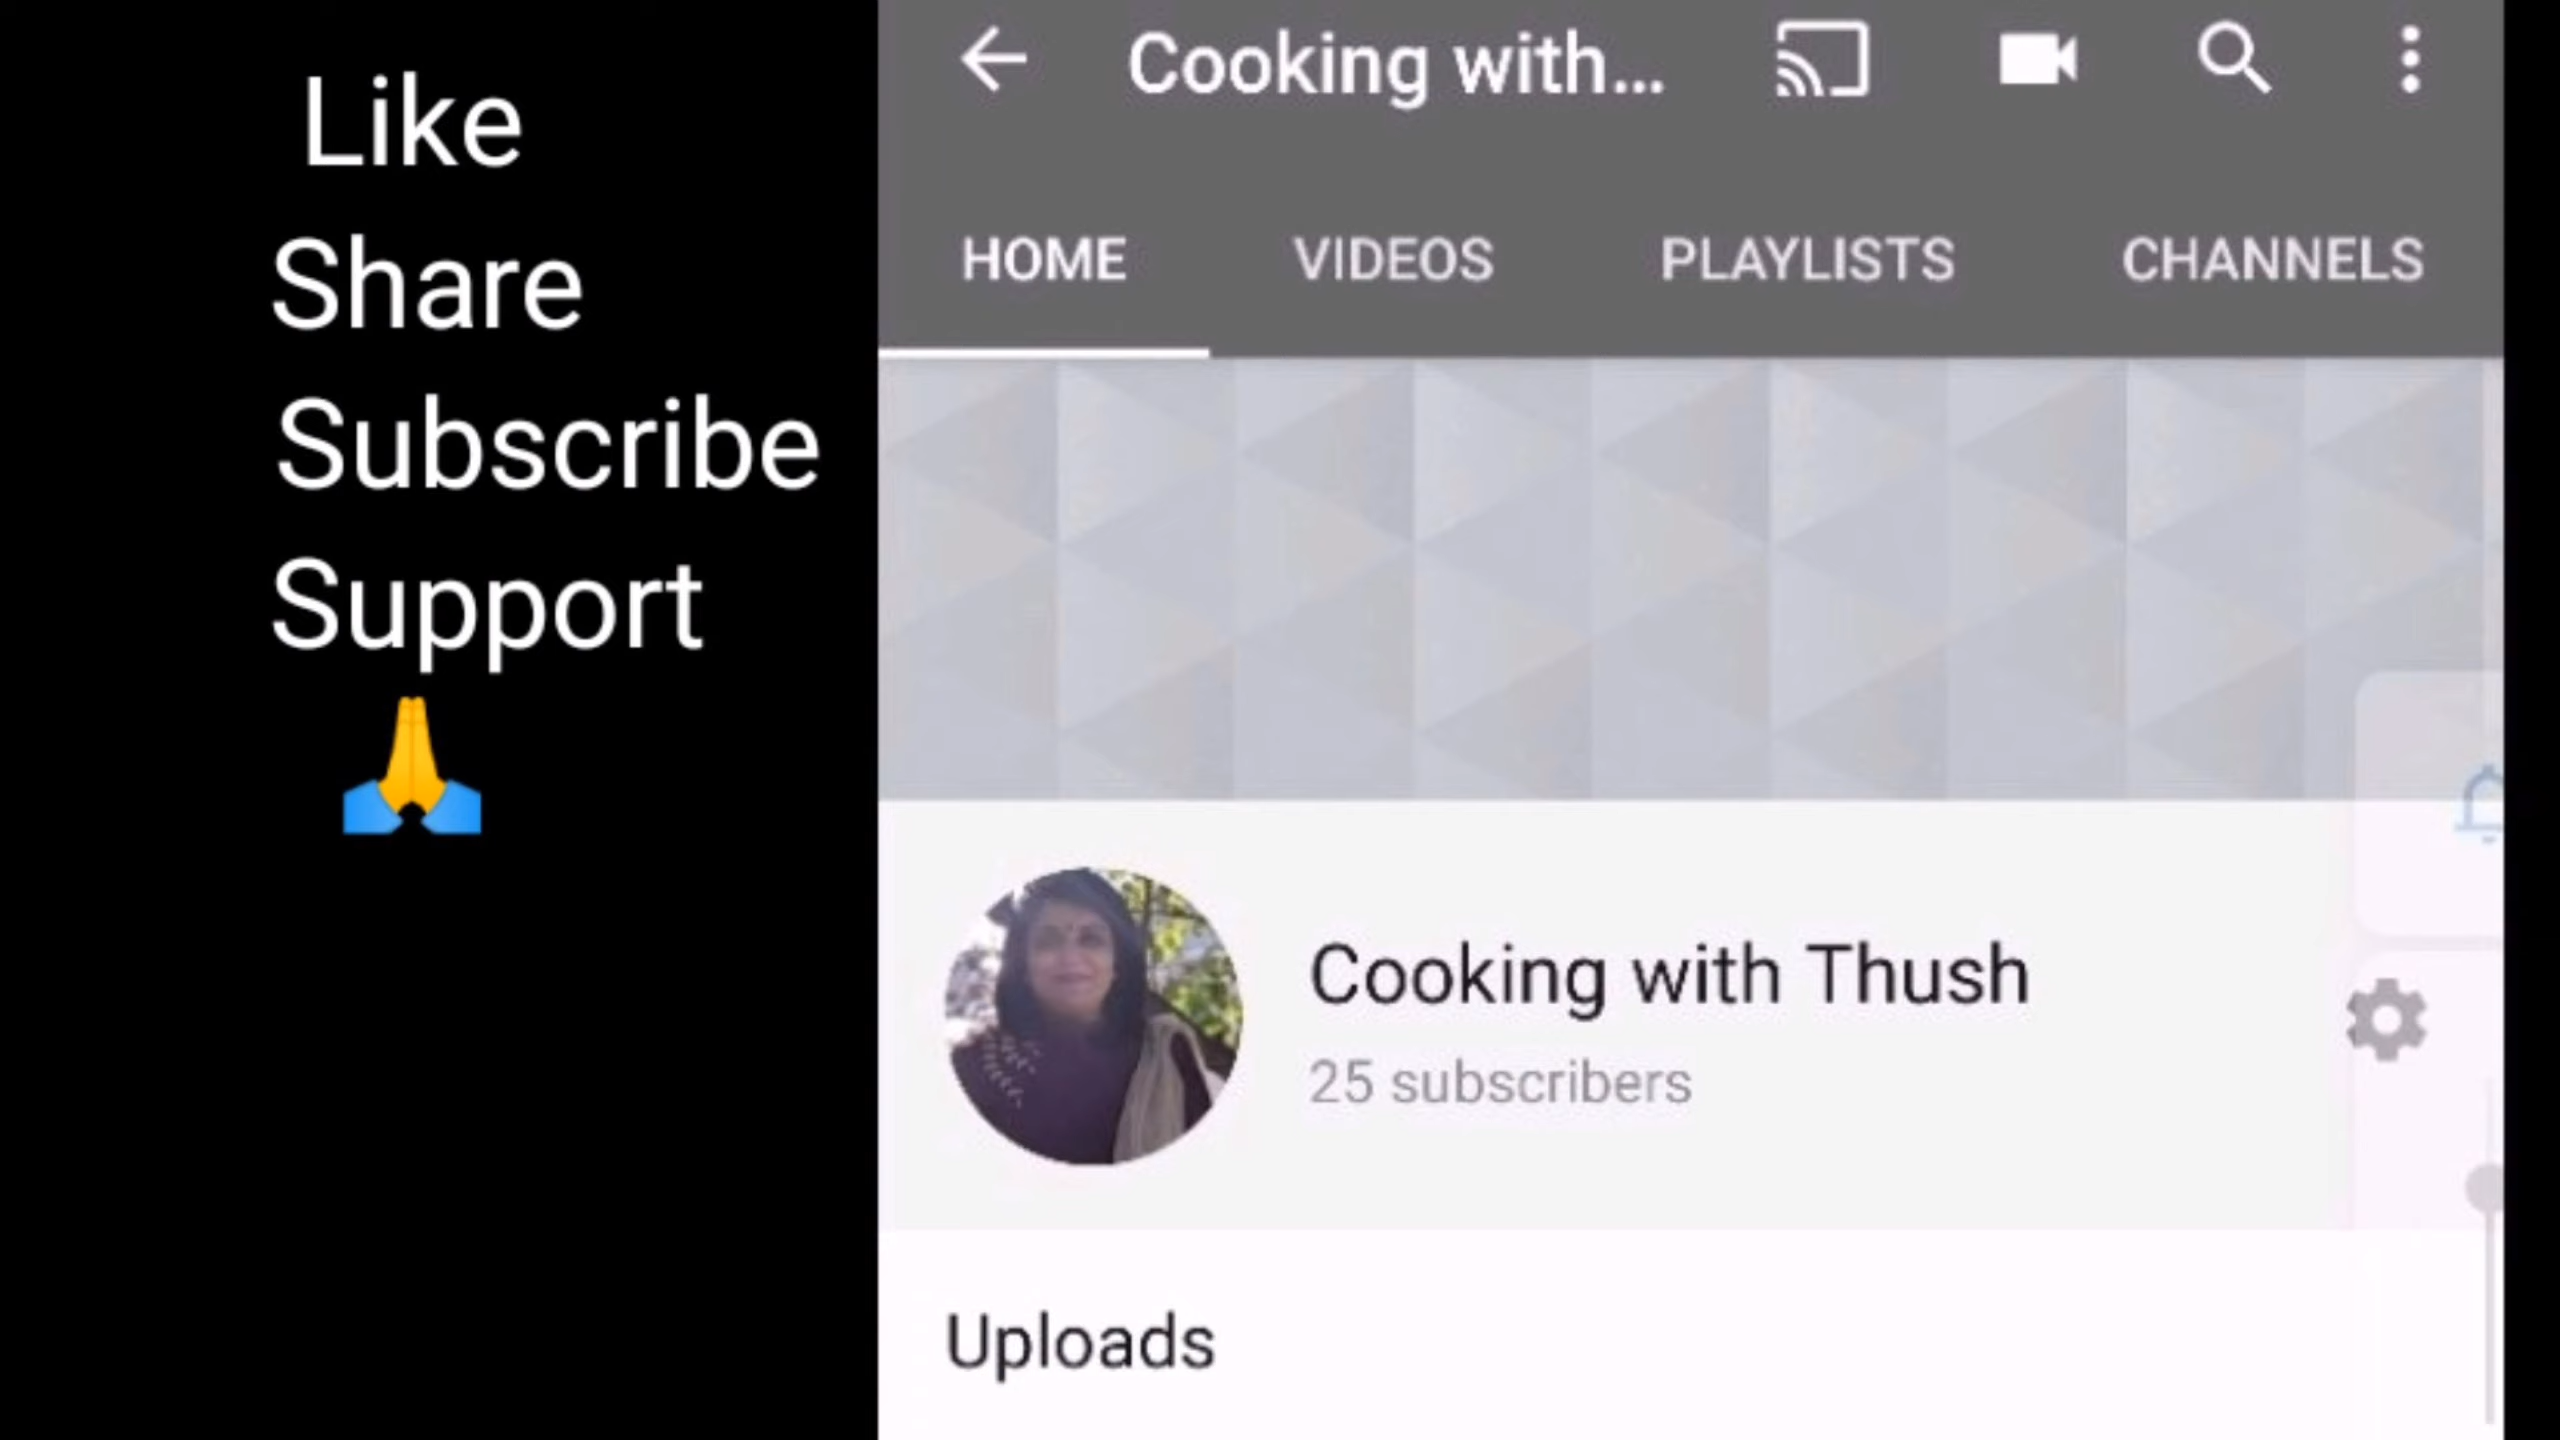 Like
Share
Subscribe
Support
Cooking with...
HOME VIDEOS PLAYLISTS CHANNELS
Cooking with Thush
25 subscribers
Uploads